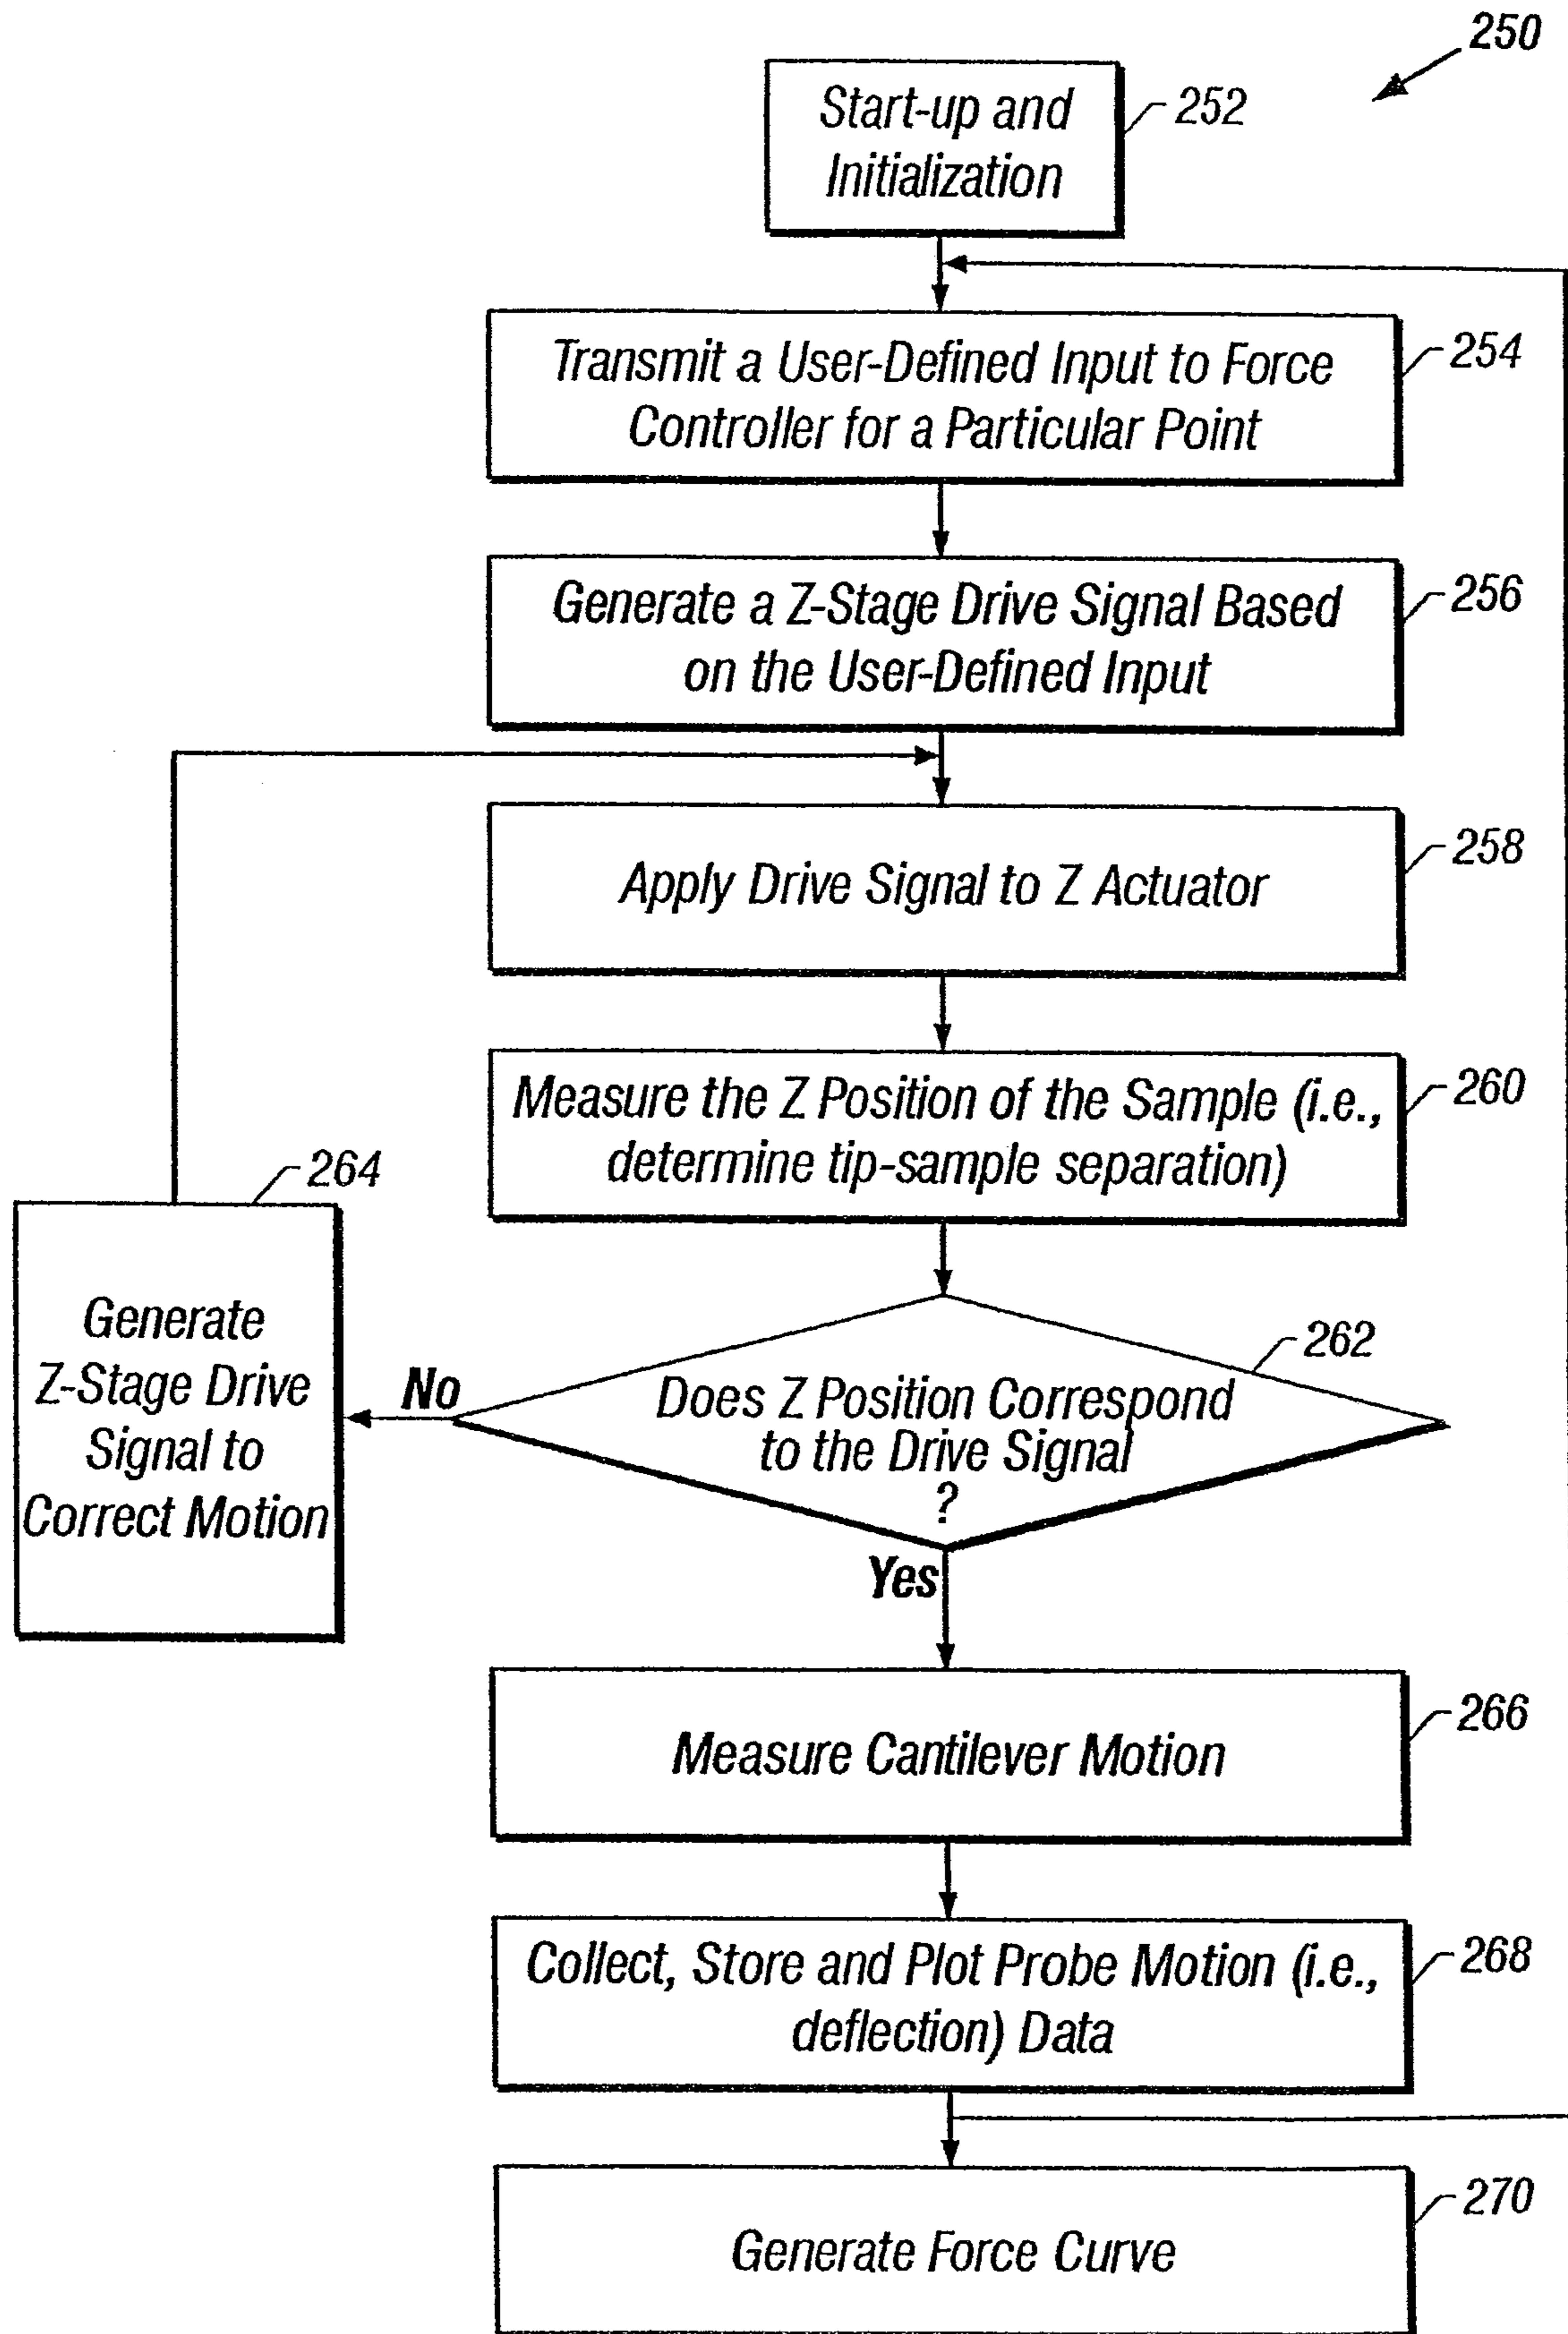 250
Start-up and
Initialization
252
Transmit a User-Defined Input to Force
Controller for a Particular Point
254
Generate a Z-Stage Drive Signal Based
on the User-Defined Input
256
Apply Drive Signal to Z Actuator
258
Measure the Z Position of the Sample (i.e.,
determine tip-sample separation)
260
264
Generate
Z-Stage Drive
Signal to
Correct Motion
No
262
Does Z Position Correspond
to the Drive Signal
?
Yes
Measure Cantilever Motion
266
Collect, Store and Plot Probe Motion (i.e.,
deflection) Data
268
Generate Force Curve
270